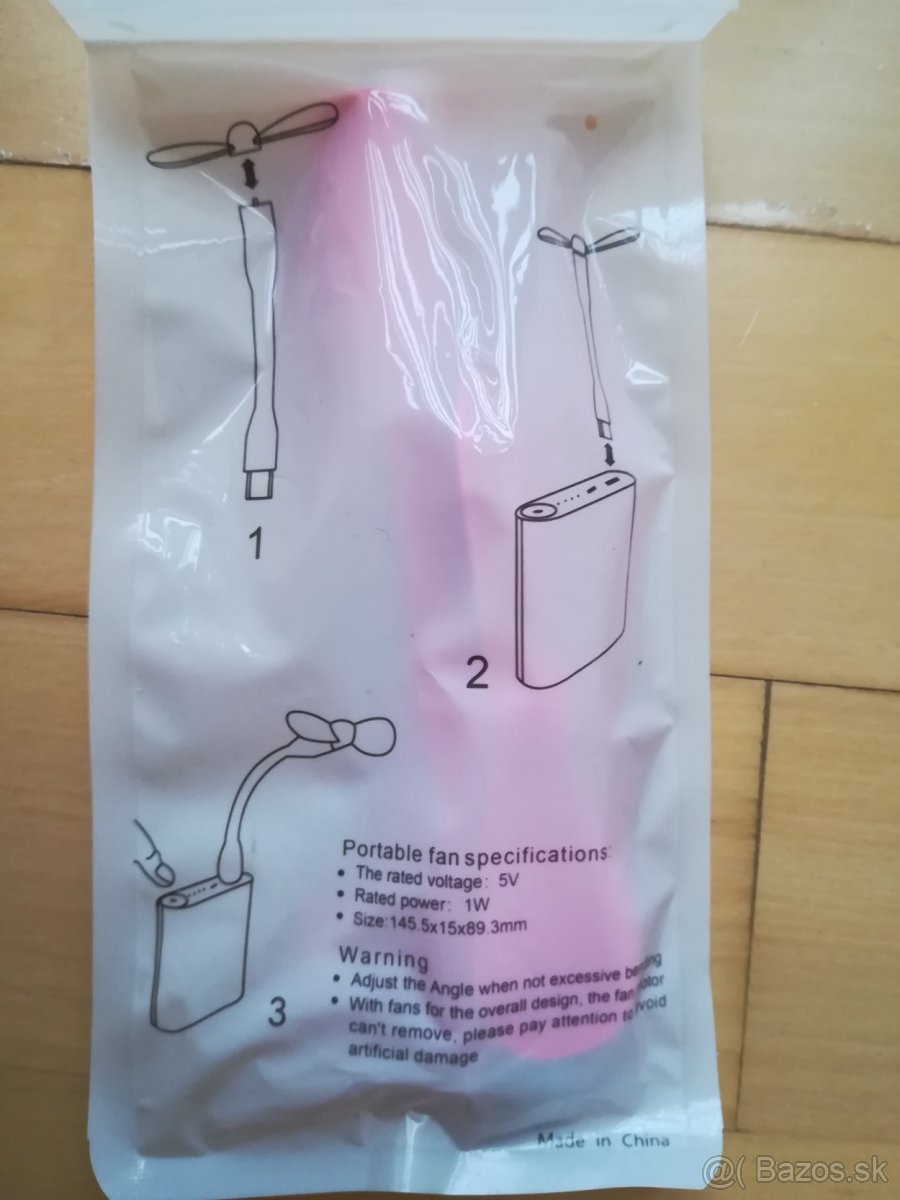 1
2
3
Portable fan specifications:
• The rated voltage: 5V
• Rated power: 1W
• Size:145.5x15x89.3mm
Warning
• Adjust the Angle when not excessive bending
• With fans for the overall design, the fan
can't remove, please pay attention to avoid
artificial damage
Made in China
@( Bazos.sk